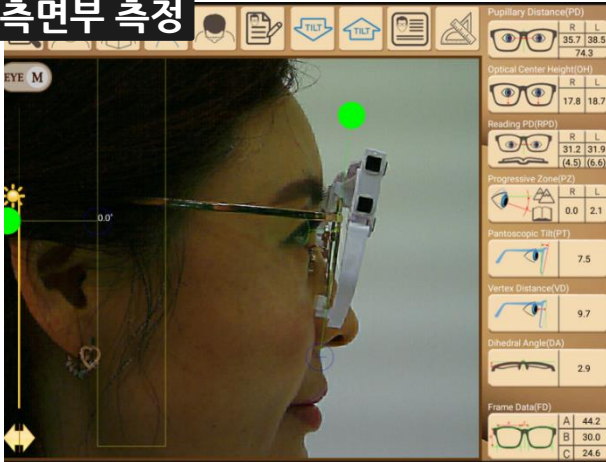 측면부 측정
TILT
TILT
EYE M
0.0°
Pupillary Distance(PD)
R L
35.7 38.5
74.3
Optical Center Height(OH)
R L
17.8 18.7
Reading PD(RPD)
R L
31.2 31.9
(4.5) (6.6)
Progressive Zone(PZ)
R L
0.0 2.1
Pantoscopic Tilt(PT)
7.5
Vertex Distance(VD)
9.7
Dihedral Angle(DA)
2.9
Frame Data(FD)
A 44.2
B 30.0
C 24.6